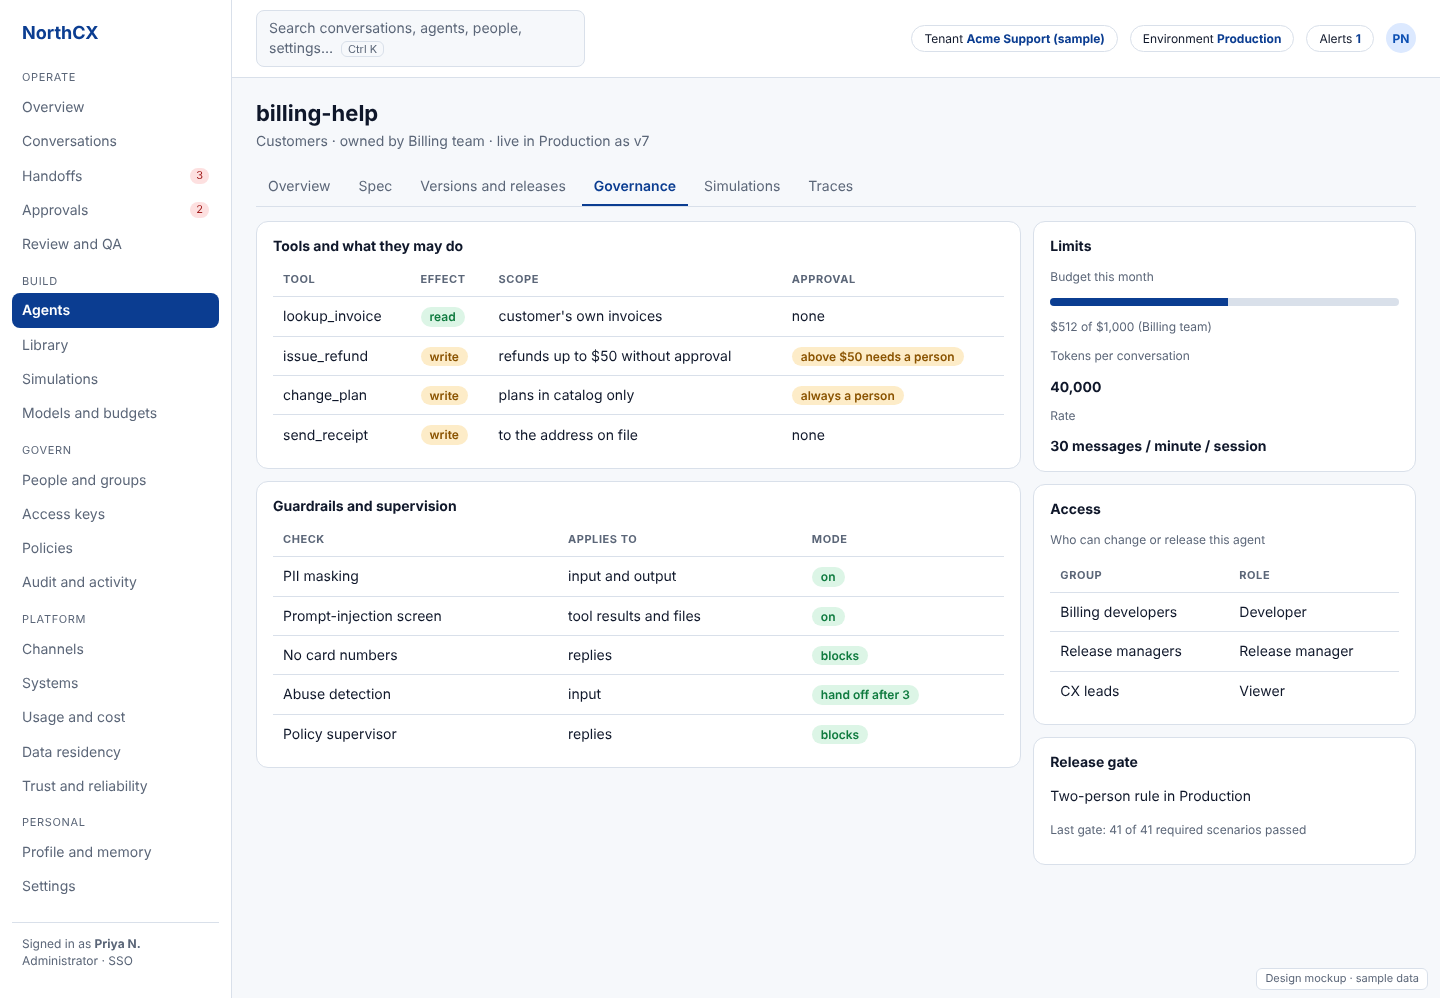 NorthCX
OPERATE
Overview
Conversations
Handoffs 3
Approvals 2
Review and QA
BUILD
Agents
Library
Simulations
Models and budgets
GOVERN
People and groups
Access keys
Policies
Audit and activity
PLATFORM
Channels
Systems
Usage and cost
Data residency
Trust and reliability
PERSONAL
Profile and memory
Settings
Signed in as Priya N.
Administrator · SSO
Search conversations, agents, people,
settings... Ctrl K
Tenant Acme Support (sample) Environment Production Alerts 1 PN
billing-help
Customers · owned by Billing team · live in Production as v7
Overview Spec Versions and releases Governance Simulations Traces
Tools and what they may do
TOOL EFFECT SCOPE APPROVAL
lookup_invoice read customer's own invoices none
issue_refund write refunds up to $50 without approval above $50 needs a person
change_plan write plans in catalog only always a person
send_receipt write to the address on file none
Guardrails and supervision
CHECK APPLIES TO MODE
PII masking input and output on
Prompt-injection screen tool results and files on
No card numbers replies blocks
Abuse detection input hand off after 3
Policy supervisor replies blocks
Limits
Budget this month
$512 of $1,000 (Billing team)
Tokens per conversation
40,000
Rate
30 messages / minute / session
Access
Who can change or release this agent
GROUP ROLE
Billing developers Developer
Release managers Release manager
CX leads Viewer
Release gate
Two-person rule in Production
Last gate: 41 of 41 required scenarios passed
Design mockup · sample data